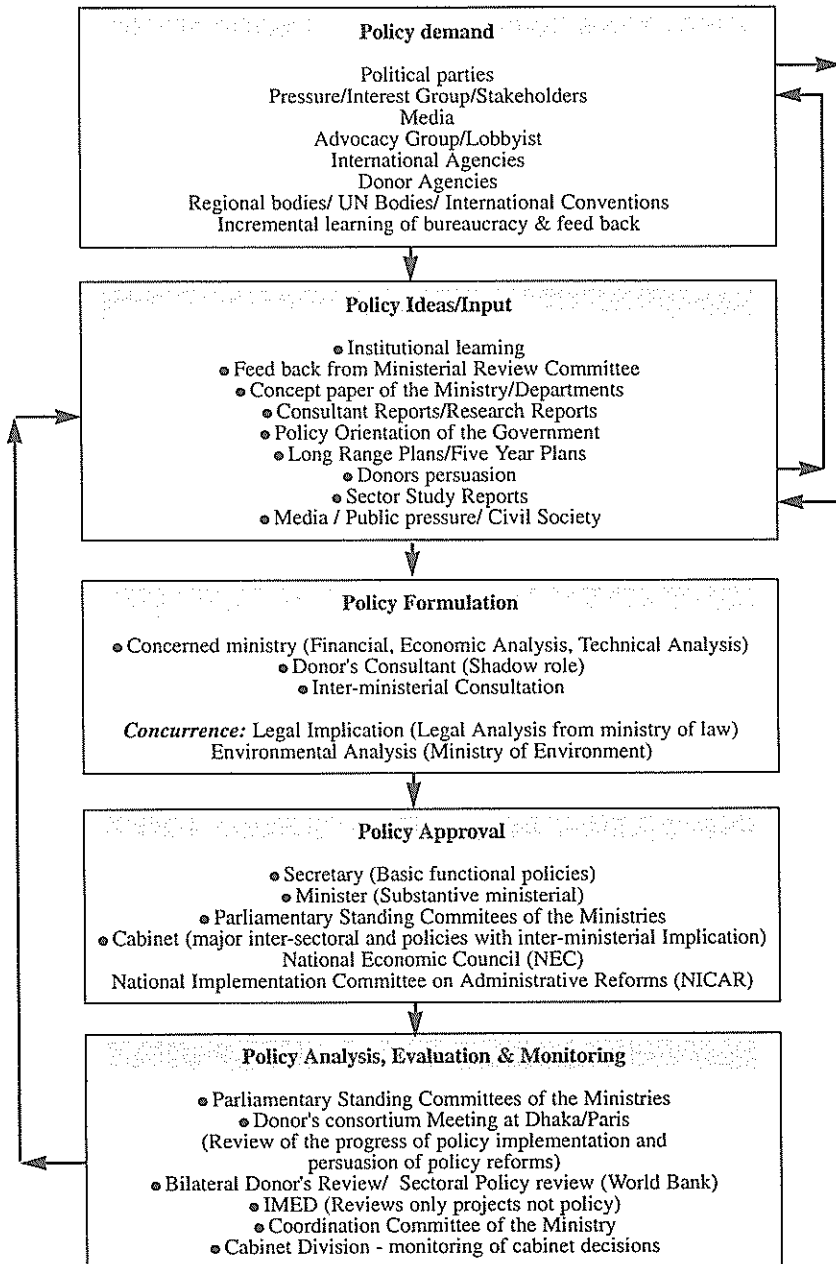 Policy demand
Political parties
Pressure/Interest Group/Stakeholders
Media
Advocacy Group/Lobbyist
International Agencies
Donor Agencies
Regional bodies/ UN Bodies/ International Conventions
Incremental learning of bureaucracy & feed back
Policy Ideas/Input
● Institutional learning
● Feed back from Ministerial Review Committee
● Concept paper of the Ministry/Departments
● Consultant Reports/Research Reports
● Policy Orientation of the Government
● Long Range Plans/Five Year Plans
● Donors persuasion
● Sector Study Reports
● Media / Public pressure/ Civil Society
Policy Formulation
● Concerned ministry (Financial, Economic Analysis, Technical Analysis)
● Donor's Consultant (Shadow role)
● Inter-ministerial Consultation
Concurrence: Legal Implication (Legal Analysis from ministry of law)
Environmental Analysis (Ministry of Environment)
Policy Approval
● Secretary (Basic functional policies)
● Minister (Substantive ministerial)
● Parliamentary Standing Commitees of the Ministries
● Cabinet (major inter-sectoral and policies with inter-ministerial Implication)
National Economic Council (NEC)
National Implementation Committee on Administrative Reforms (NICAR)
Policy Analysis, Evaluation & Monitoring
● Parliamentary Standing Committees of the Ministries
● Donor's consortium Meeting at Dhaka/Paris
(Review of the progress of policy implementation and
persuasion of policy reforms)
● Bilateral Donor's Review/ Sectoral Policy review (World Bank)
● IMED (Reviews only projects not policy)
● Coordination Committee of the Ministry
● Cabinet Division - monitoring of cabinet decisions